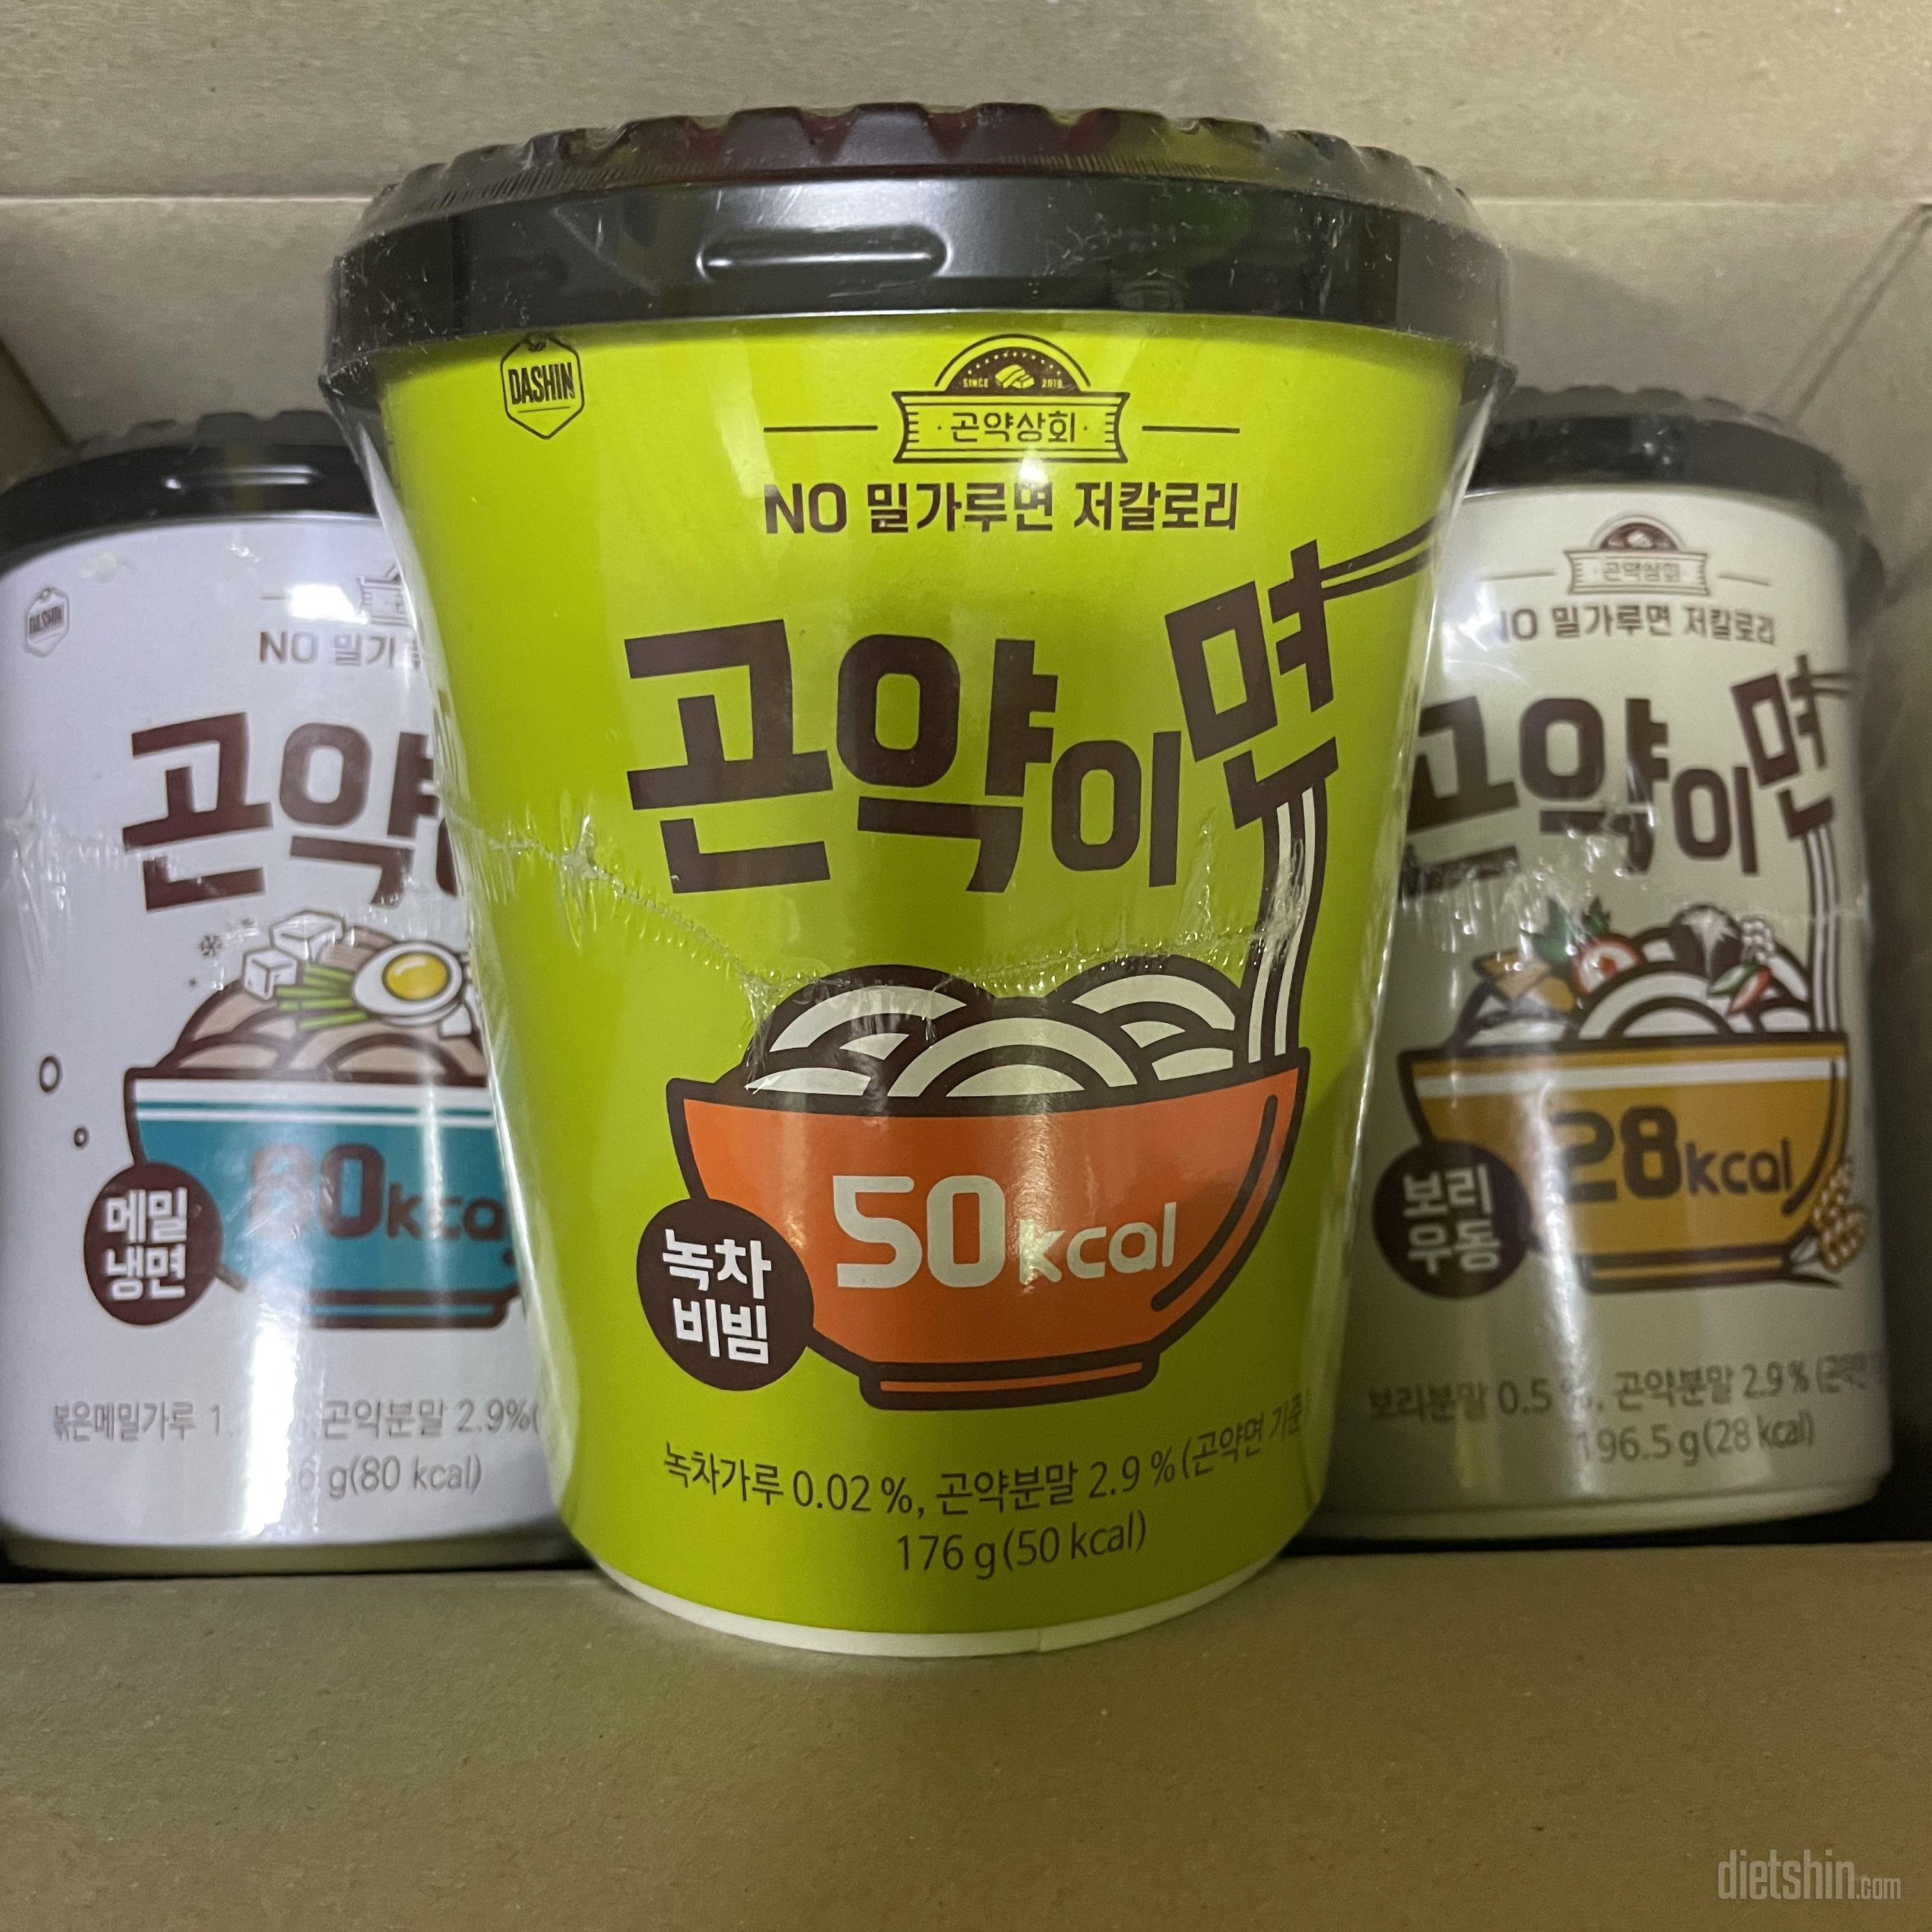 DASHIN
SINCE 2019
곤약상회
NO 밀가루면 저칼로리
곤약이면
50kcal
녹차
비빔
녹차가루 0.02 %, 곤약분말 2.9 % (곤약면 기준)
176 g (50 kcal)
DASHIN
NO 밀가
곤약
80kcal
메밀
냉면
볶은메밀가루 곤약분말 2.9%
g(80 kcal)
곤약상회
NO 밀가루면 저칼로리
곤약이면
28kcal
보리
우동
보리분말 0.5 %, 곤약분말 2.9 % (곤약면
196.5 g (28 kcal)
dietshin.com